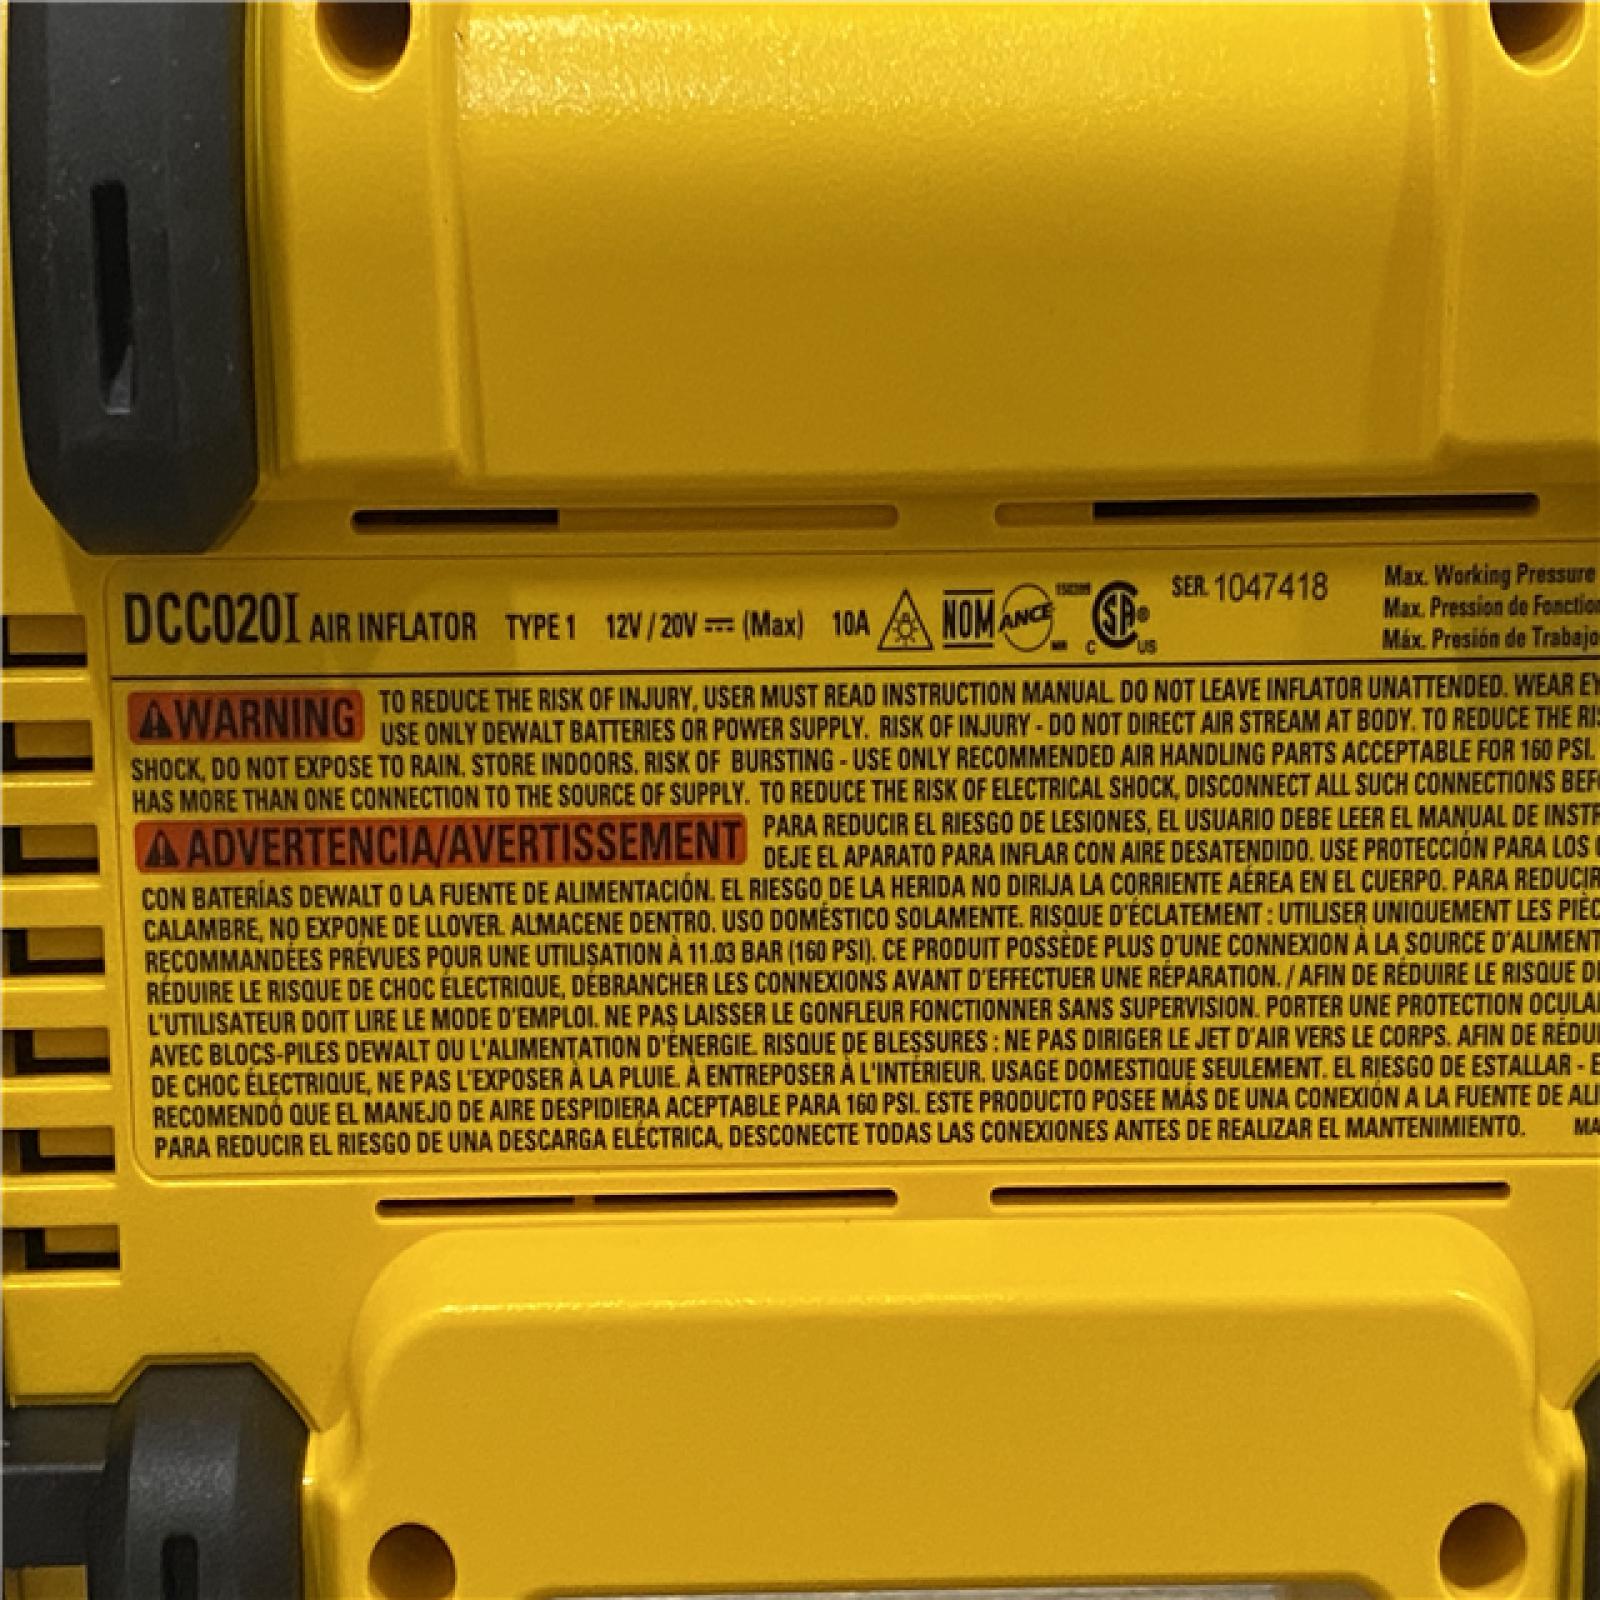 DCC020I AIR INFLATOR TYPE 1 12V / 20V ⎓ (Max) 10A NOM ANCE 150209 C SA® US SER. 1047418
Max. Working Pressure
Max. Pression de Fonction
Máx. Presión de Trabajo
⚠WARNING TO REDUCE THE RISK OF INJURY, USER MUST READ INSTRUCTION MANUAL. DO NOT LEAVE INFLATOR UNATTENDED. WEAR EY
USE ONLY DEWALT BATTERIES OR POWER SUPPLY. RISK OF INJURY - DO NOT DIRECT AIR STREAM AT BODY. TO REDUCE THE RIS
SHOCK, DO NOT EXPOSE TO RAIN. STORE INDOORS. RISK OF BURSTING - USE ONLY RECOMMENDED AIR HANDLING PARTS ACCEPTABLE FOR 160 PSI.
HAS MORE THAN ONE CONNECTION TO THE SOURCE OF SUPPLY. TO REDUCE THE RISK OF ELECTRICAL SHOCK, DISCONNECT ALL SUCH CONNECTIONS BEF
⚠ADVERTENCIA/AVERTISSEMENT PARA REDUCIR EL RIESGO DE LESIONES, EL USUARIO DEBE LEER EL MANUAL DE INSTR
DEJE EL APARATO PARA INFLAR CON AIRE DESATENDIDO. USE PROTECCIÓN PARA LOS
CON BATERÍAS DEWALT O LA FUENTE DE ALIMENTACIÓN. EL RIESGO DE LA HERIDA NO DIRIJA LA CORRIENTE AÉREA EN EL CUERPO. PARA REDUCIR
CALAMBRE, NO EXPONE DE LLOVER. ALMACENE DENTRO. USO DOMÉSTICO SOLAMENTE. RISQUE D'ÉCLATEMENT : UTILISER UNIQUEMENT LES PIÈC
RECOMMANDÉES PRÉVUES POUR UNE UTILISATION À 11.03 BAR (160 PSI). CE PRODUIT POSSÈDE PLUS D'UNE CONNEXION À LA SOURCE D'ALIMENT
RÉDUIRE LE RISQUE DE CHOC ÉLECTRIQUE, DÉBRANCHER LES CONNEXIONS AVANT D'EFFECTUER UNE RÉPARATION. / AFIN DE RÉDUIRE LE RISQUE DE
L'UTILISATEUR DOIT LIRE LE MODE D'EMPLOI. NE PAS LAISSER LE GONFLEUR FONCTIONNER SANS SUPERVISION. PORTER UNE PROTECTION OCULAI
AVEC BLOCS-PILES DEWALT OU L'ALIMENTATION D'ÉNERGIE. RISQUE DE BLESSURES : NE PAS DIRIGER LE JET D'AIR VERS LE CORPS. AFIN DE RÉDUI
DE CHOC ÉLECTRIQUE, NE PAS L'EXPOSER À LA PLUIE. À ENTREPOSER À L'INTÉRIEUR. USAGE DOMESTIQUE SEULEMENT. EL RIESGO DE ESTALLAR - E
RECOMENDÓ QUE EL MANEJO DE AIRE DESPIDIERA ACEPTABLE PARA 160 PSI. ESTE PRODUCTO POSEE MÁS DE UNA CONEXIÓN A LA FUENTE DE ALI
PARA REDUCIR EL RIESGO DE UNA DESCARGA ELÉCTRICA, DESCONECTE TODAS LAS CONEXIONES ANTES DE REALIZAR EL MANTENIMIENTO. MA